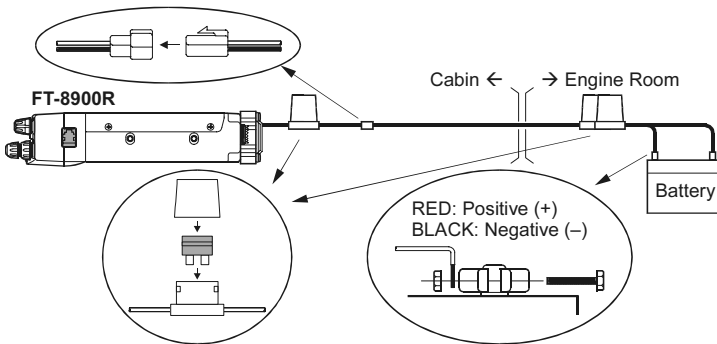 Cabin ← → Engine Room
FT-8900R
Battery
RED: Positive (+)
BLACK: Negative (–)